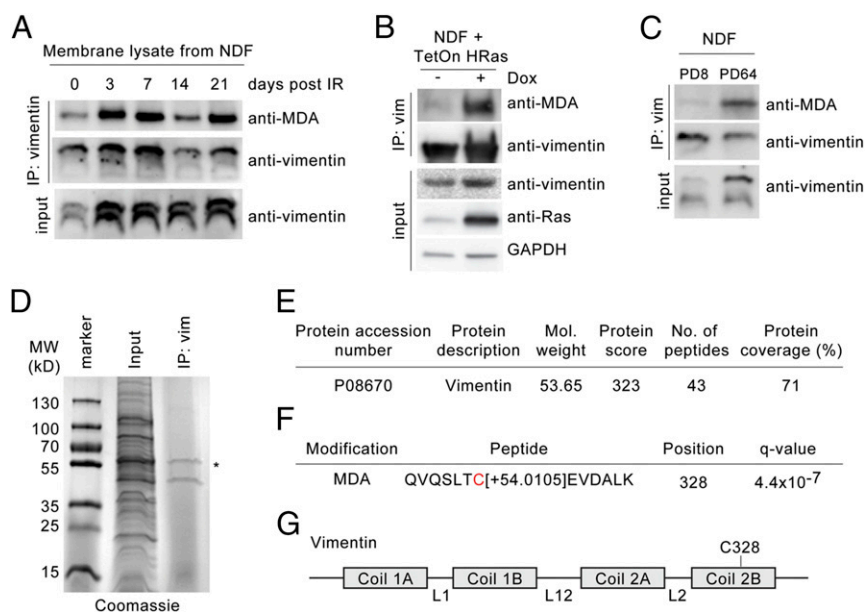 A
Membrane lysate from NDF
0 3 7 14 21 days post IR
IP: vimentin
anti-MDA
anti-vimentin
input
anti-vimentin
B
NDF +
TetOn HRas
- + Dox
IP: vim
anti-MDA
anti-vimentin
input
anti-vimentin
anti-Ras
GAPDH
C
NDF
PD8 PD64
IP: vim
anti-MDA
anti-vimentin
input
anti-vimentin
D
MW
(kD)
marker
Input
IP: vim
130
100
70
55
*
35
25
15
Coomassie
E
Protein accession number
Protein description
Mol. weight
Protein score
No. of peptides
Protein coverage (%)
P08670 Vimentin 53.65 323 43 71
F
Modification Peptide Position q-value
MDA QVQSLTC[+54.0105]EVDALK 328 4.4x10⁻⁷
G
Vimentin
C328
Coil 1A Coil 1B Coil 2A Coil 2B
L1 L12 L2